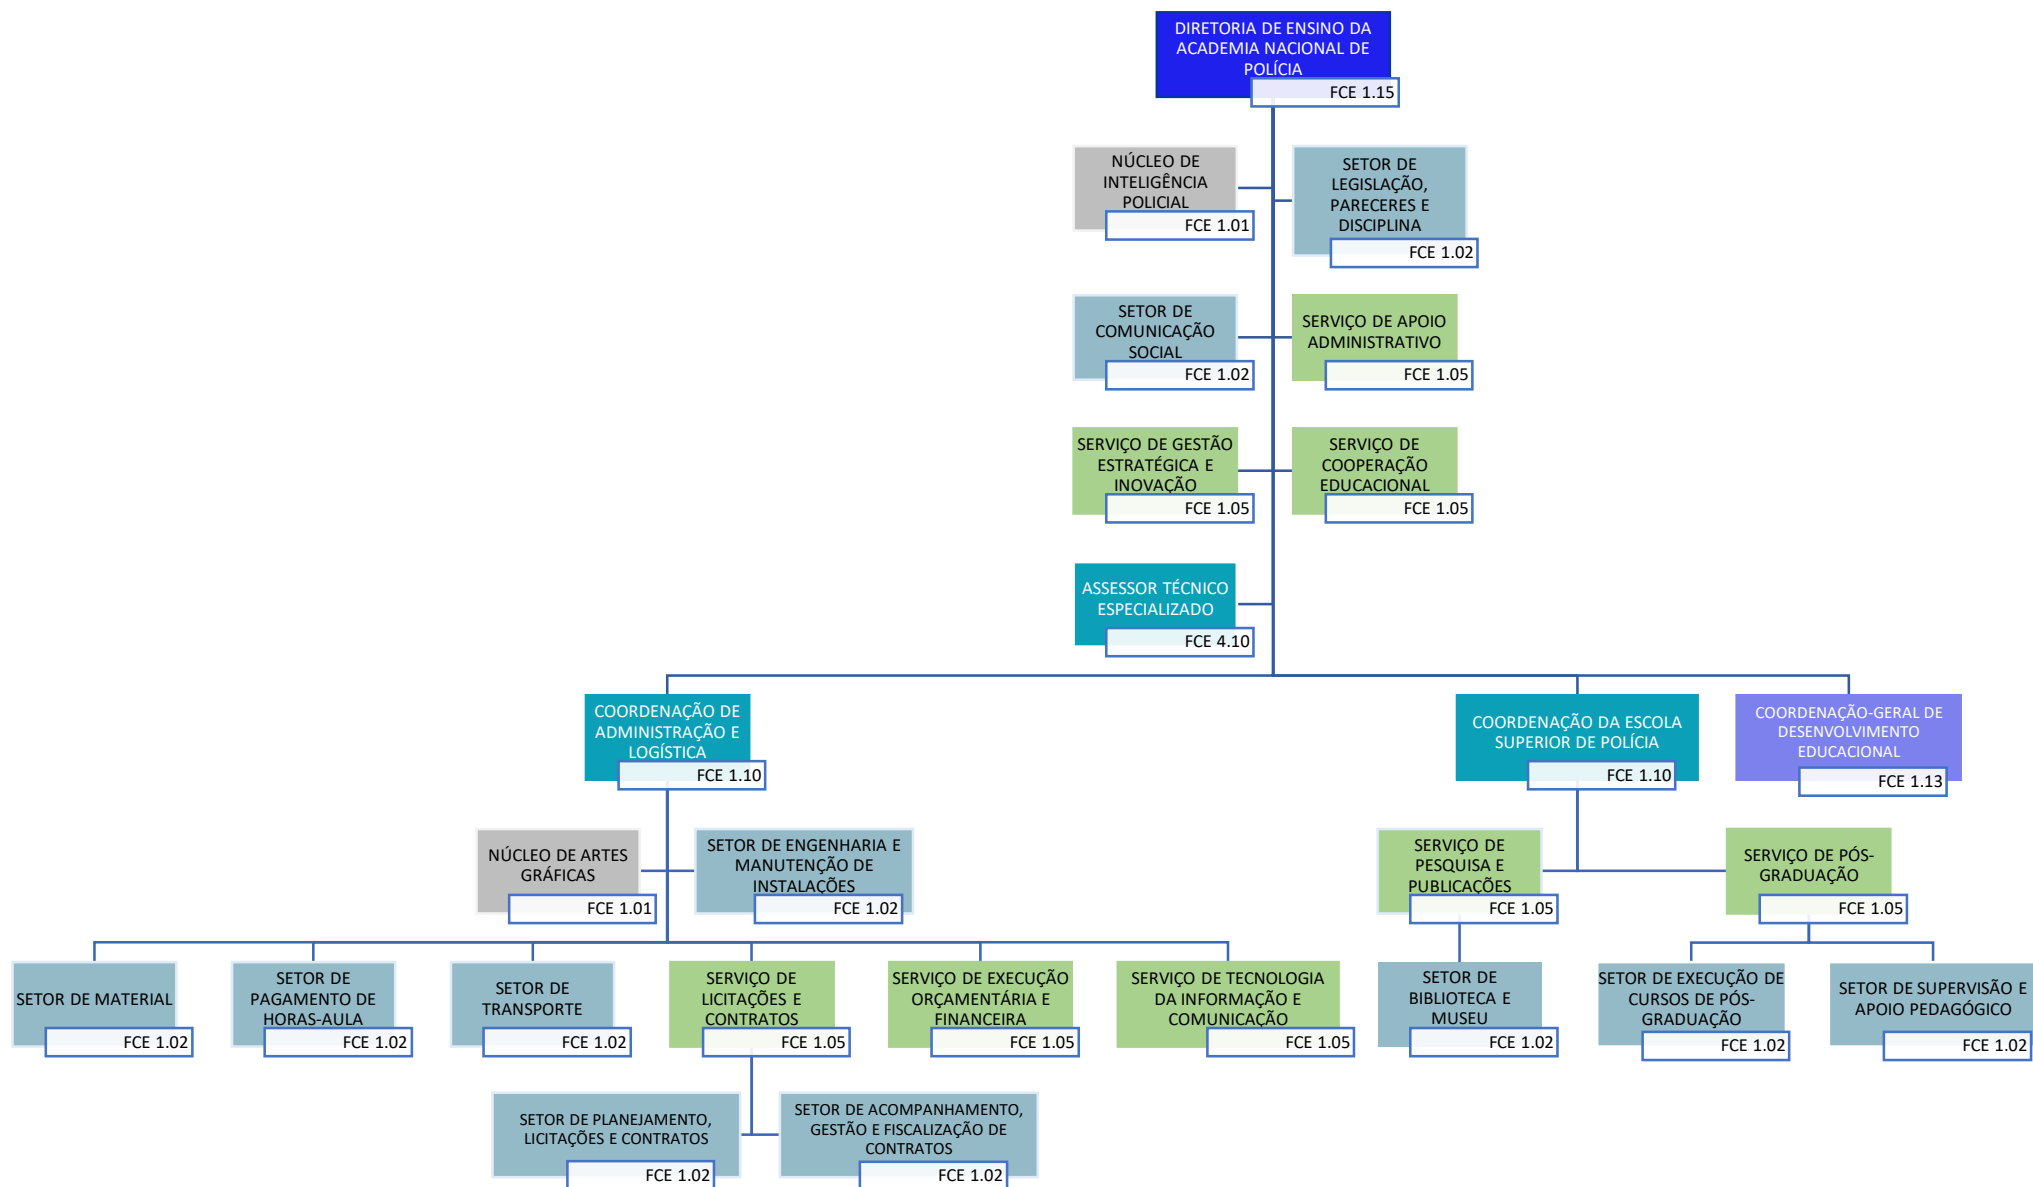 DIRETORIA DE ENSINO DA
ACADEMIA NACIONAL DE
POLÍCIA
FCE 1.15
NÚCLEO DE
INTELIGÊNCIA
POLICIAL
FCE 1.01
SETOR DE
LEGISLAÇÃO,
PARECERES E
DISCIPLINA
FCE 1.02
SETOR DE
COMUNICAÇÃO
SOCIAL
FCE 1.02
SERVIÇO DE APOIO
ADMINISTRATIVO
FCE 1.05
SERVIÇO DE GESTÃO
ESTRATÉGICA E
INOVAÇÃO
FCE 1.05
SERVIÇO DE
COOPERAÇÃO
EDUCACIONAL
FCE 1.05
ASSESSOR TÉCNICO
ESPECIALIZADO
FCE 4.10
COORDENAÇÃO DE
ADMINISTRAÇÃO E
LOGÍSTICA
FCE 1.10
COORDENAÇÃO DA ESCOLA
SUPERIOR DE POLÍCIA
FCE 1.10
COORDENAÇÃO-GERAL DE
DESENVOLVIMENTO
EDUCACIONAL
FCE 1.13
NÚCLEO DE ARTES
GRÁFICAS
FCE 1.01
SETOR DE ENGENHARIA E
MANUTENÇÃO DE
INSTALAÇÕES
FCE 1.02
SERVIÇO DE
PESQUISA E
PUBLICAÇÕES
FCE 1.05
SERVIÇO DE PÓS-
GRADUAÇÃO
FCE 1.05
SETOR DE MATERIAL
FCE 1.02
SETOR DE
PAGAMENTO DE
HORAS-AULA
FCE 1.02
SETOR DE
TRANSPORTE
FCE 1.02
SERVIÇO DE
LICITAÇÕES E
CONTRATOS
FCE 1.05
SERVIÇO DE EXECUÇÃO
ORÇAMENTÁRIA E
FINANCEIRA
FCE 1.05
SERVIÇO DE TECNOLOGIA
DA INFORMAÇÃO E
COMUNICAÇÃO
FCE 1.05
SETOR DE
BIBLIOTECA E
MUSEU
FCE 1.02
SETOR DE EXECUÇÃO DE
CURSOS DE PÓS-
GRADUAÇÃO
FCE 1.02
SETOR DE SUPERVISÃO E
APOIO PEDAGÓGICO
FCE 1.02
SETOR DE PLANEJAMENTO,
LICITAÇÕES E CONTRATOS
FCE 1.02
SETOR DE ACOMPANHAMENTO,
GESTÃO E FISCALIZAÇÃO DE
CONTRATOS
FCE 1.02